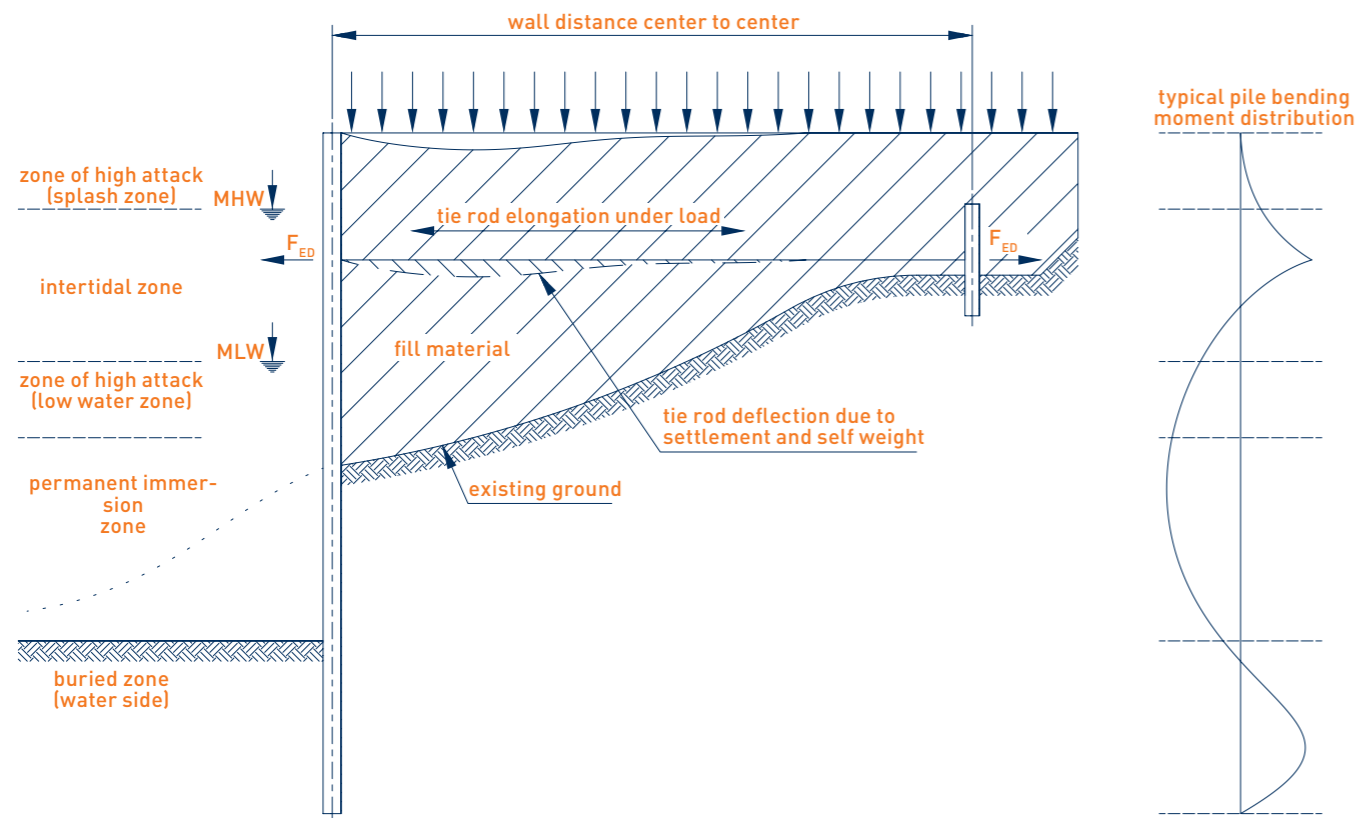 wall distance center to center
typical pile bending
moment distribution
zone of high attack
(splash zone)
MHW
tie rod elongation under load
F_ED
F_ED
intertidal zone
MLW
fill material
zone of high attack
(low water zone)
tie rod deflection due to
settlement and self weight
permanent immer-
sion
zone
existing ground
buried zone
(water side)